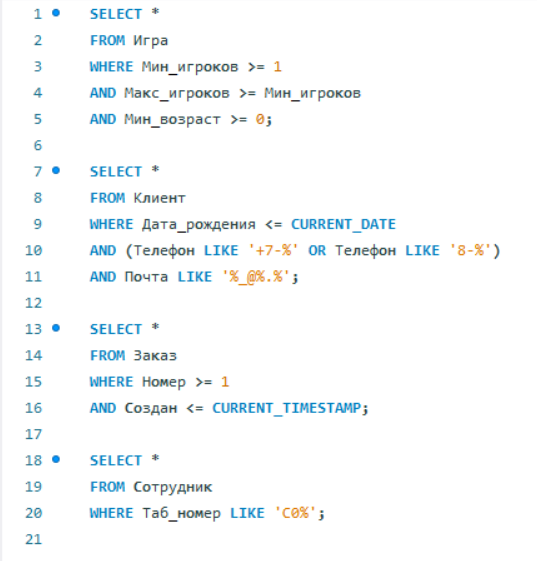 1 SELECT *
2 FROM Игра
3 WHERE Мин_игроков >= 1
4 AND Макс_игроков >= Мин_игроков
5 AND Мин_возраст >= 0;
6
7 SELECT *
8 FROM Клиент
9 WHERE Дата_рождения <= CURRENT_DATE
10 AND (Телефон LIKE '+7-%' OR Телефон LIKE '8-%')
11 AND Почта LIKE '%_@%.%';
12
13 SELECT *
14 FROM Заказ
15 WHERE Номер >= 1
16 AND Создан <= CURRENT_TIMESTAMP;
17
18 SELECT *
19 FROM Сотрудник
20 WHERE Таб_номер LIKE 'С0%';
21